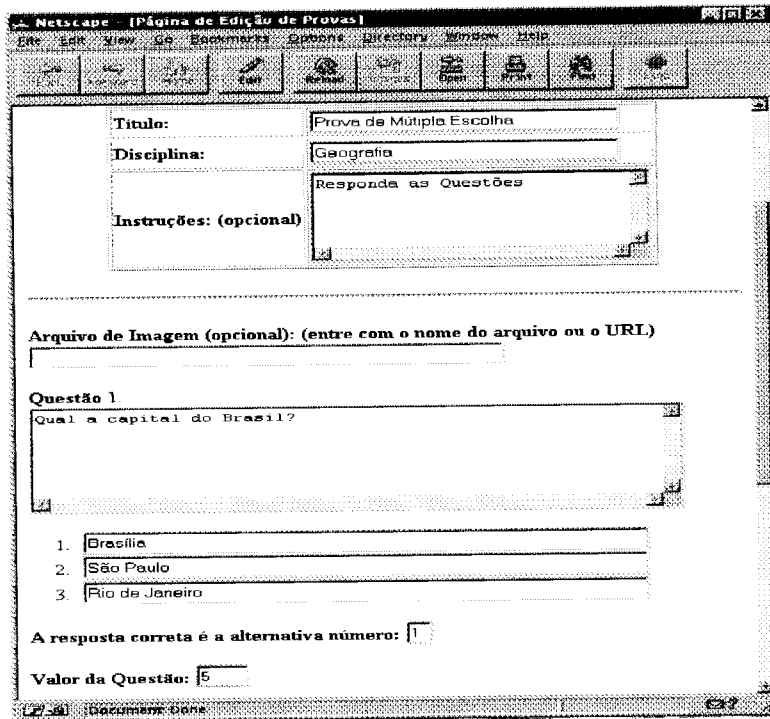 Netscape - [Página de Edição de Provas]
File Edit View Go Bookmarks Options Directory Window Help
Edit Reload Open Print Find
Título: Prova de Mútipla Escolha
Disciplina: Geografia
Instruções: (opcional) Responda as Questões
Arquivo de Imagem (opcional): (entre com o nome do arquivo ou o URL)
Questão 1
Qual a capital do Brasil?
1. Brasília
2. São Paulo
3. Rio de Janeiro
A resposta correta é a alternativa número: 1
Valor da Questão: 5
Document: Done